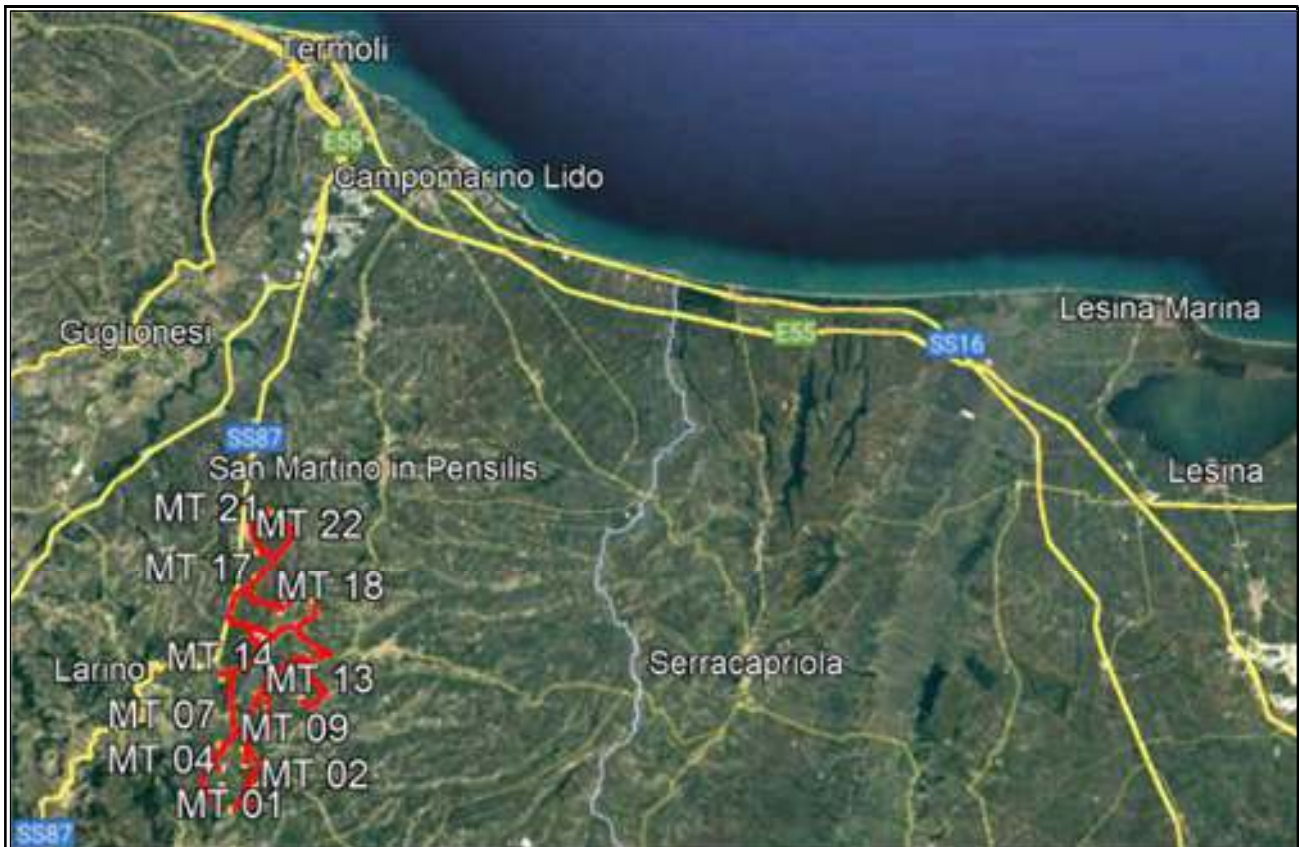 Termoli
E55
Campomarino Lido
Lesina Marina
Guglionesi
E55
SS16
SS87
San Martino in Pensilis
Lesina
MT 21
MT 22
MT 17
MT 18
Larino
MT 14
Serracapriola
MT 13
MT 07
MT 09
MT 04
MT 02
MT 01
SS87